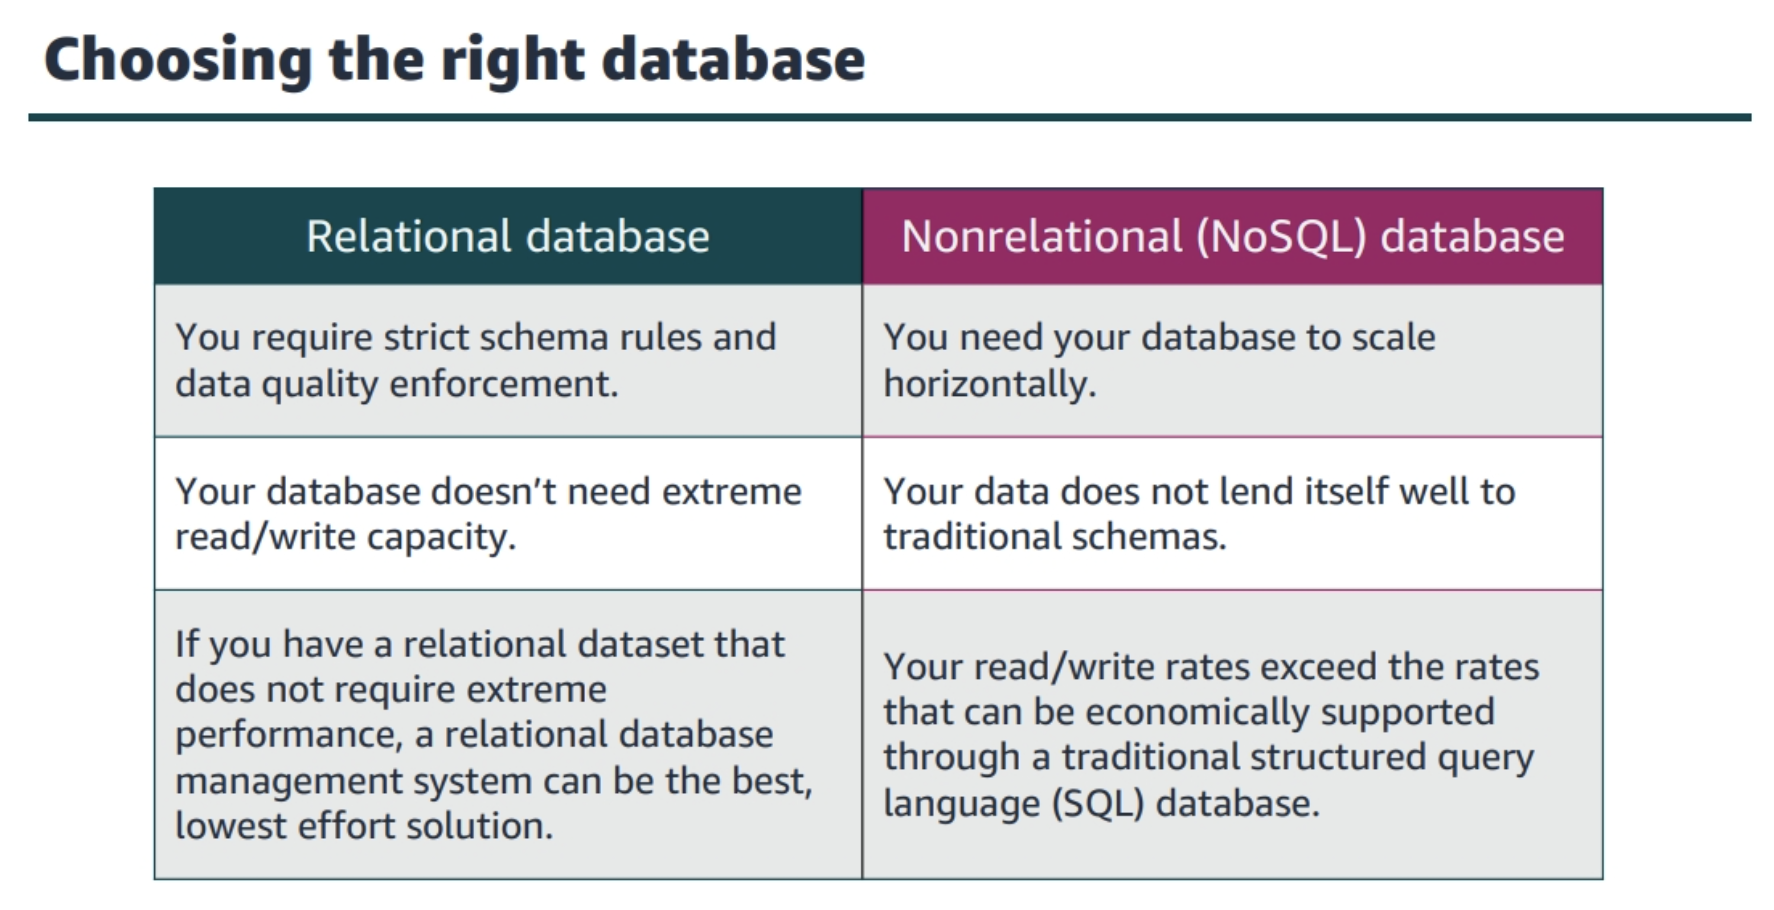 Choosing the right database
Relational database
Nonrelational (NoSQL) database
You require strict schema rules and
data quality enforcement.
You need your database to scale
horizontally.
Your database doesn’t need extreme
read/write capacity.
Your data does not lend itself well to
traditional schemas.
If you have a relational dataset that
does not require extreme
performance, a relational database
management system can be the best,
lowest effort solution.
Your read/write rates exceed the rates
that can be economically supported
through a traditional structured query
language (SQL) database.